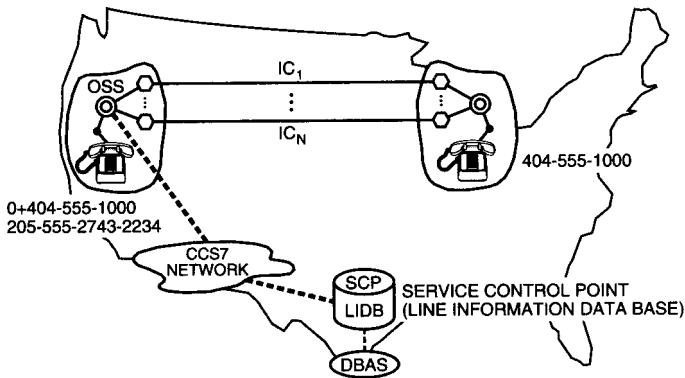 IC1
OSS
ICN
404-555-1000
0+404-555-1000
205-555-2743-2234
CCS7
NETWORK
SCP
LIDB
SERVICE CONTROL POINT
(LINE INFORMATION DATA BASE)
DBAS